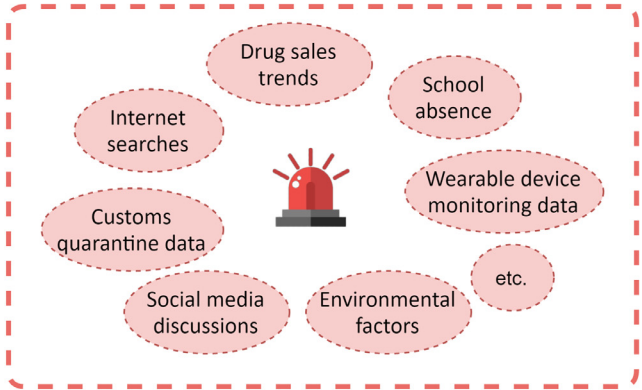 Drug sales
trends
School
absence
Internet
searches
Wearable device
monitoring data
Customs
quarantine data
etc.
Social media
discussions
Environmental
factors